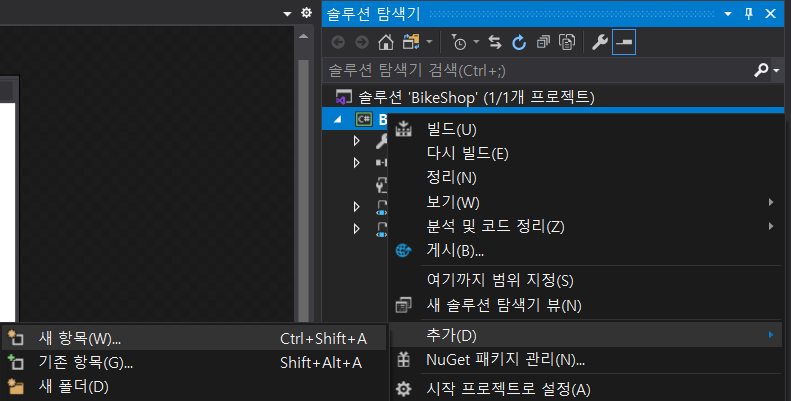 솔루션 탐색기
솔루션 탐색기 검색(Ctrl+;)
솔루션 'BikeShop' (1/1개 프로젝트)
빌드(U)
다시 빌드(E)
정리(N)
보기(W)
분석 및 코드 정리(Z)
게시(B)...
여기까지 범위 지정(S)
새 솔루션 탐색기 뷰(N)
추가(D)
NuGet 패키지 관리(N)...
시작 프로젝트로 설정(A)
새 항목(W)... Ctrl+Shift+A
기존 항목(G)... Shift+Alt+A
새 폴더(D)